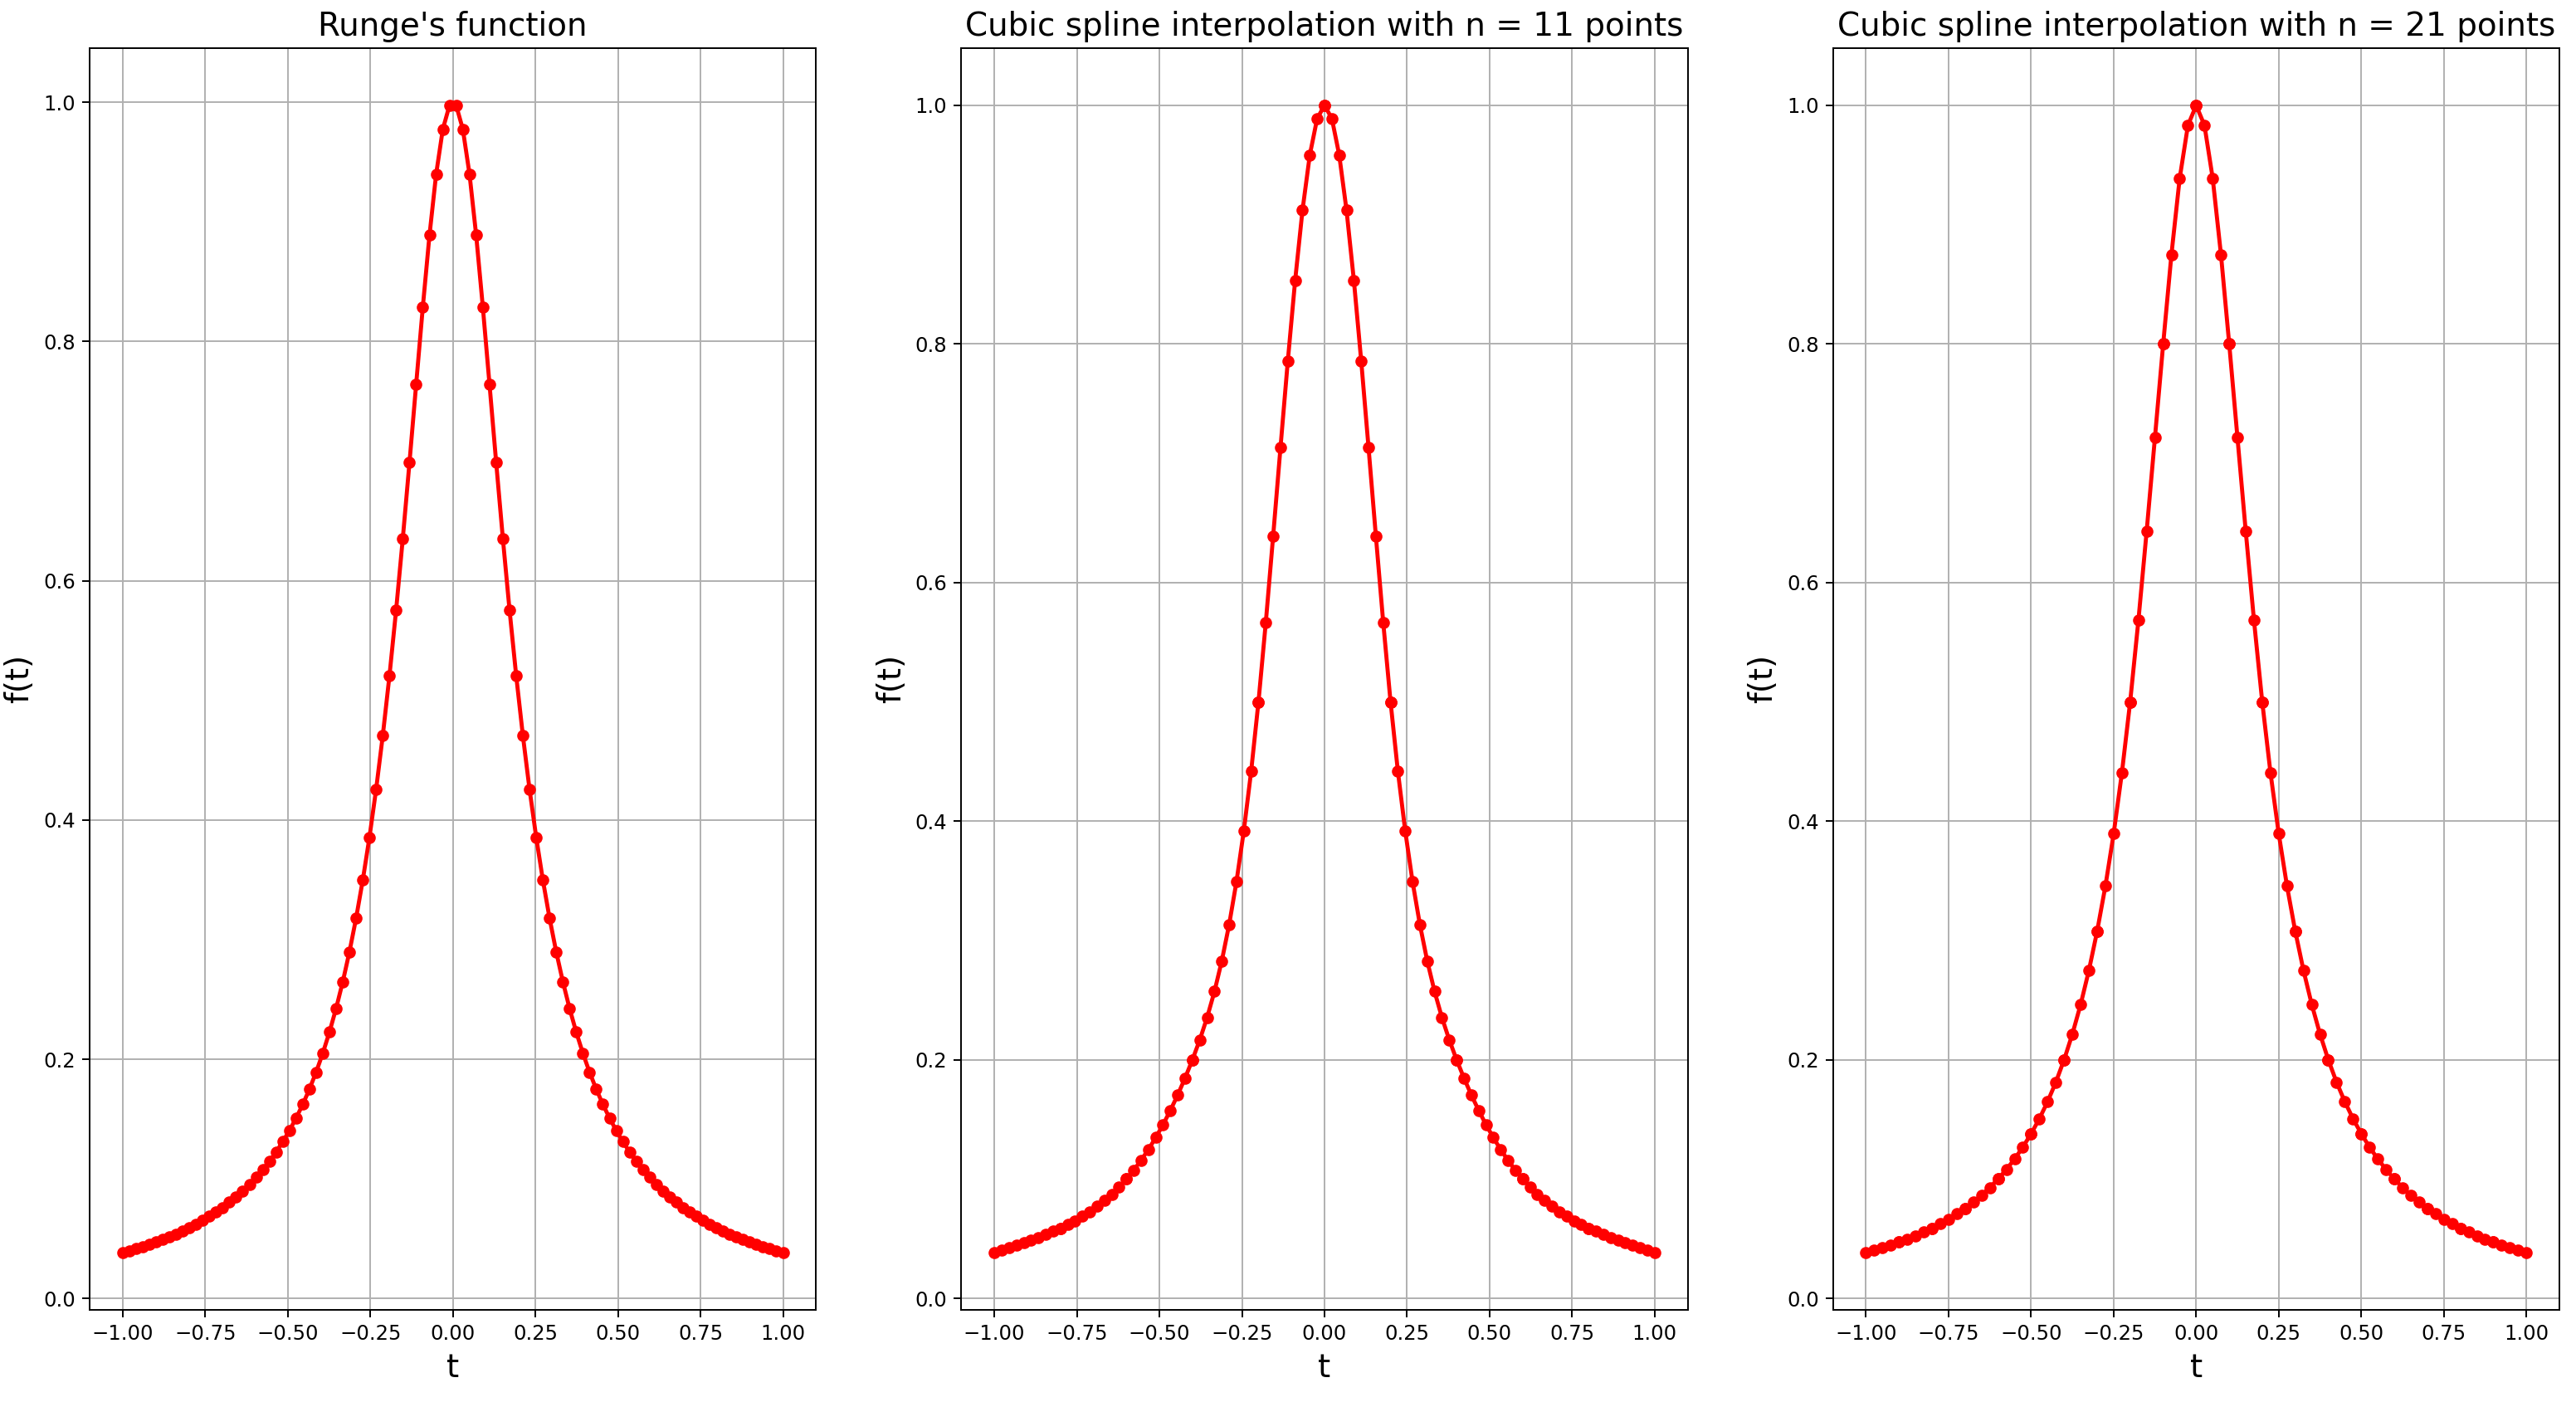 Runge's function
f(t)
1.0
0.8
0.6
0.4
0.2
0.0
−1.00 −0.75 −0.50 −0.25 0.00 0.25 0.50 0.75 1.00
t
Cubic spline interpolation with n = 11 points
f(t)
1.0
0.8
0.6
0.4
0.2
0.0
−1.00 −0.75 −0.50 −0.25 0.00 0.25 0.50 0.75 1.00
t
Cubic spline interpolation with n = 21 points
f(t)
1.0
0.8
0.6
0.4
0.2
0.0
−1.00 −0.75 −0.50 −0.25 0.00 0.25 0.50 0.75 1.00
t